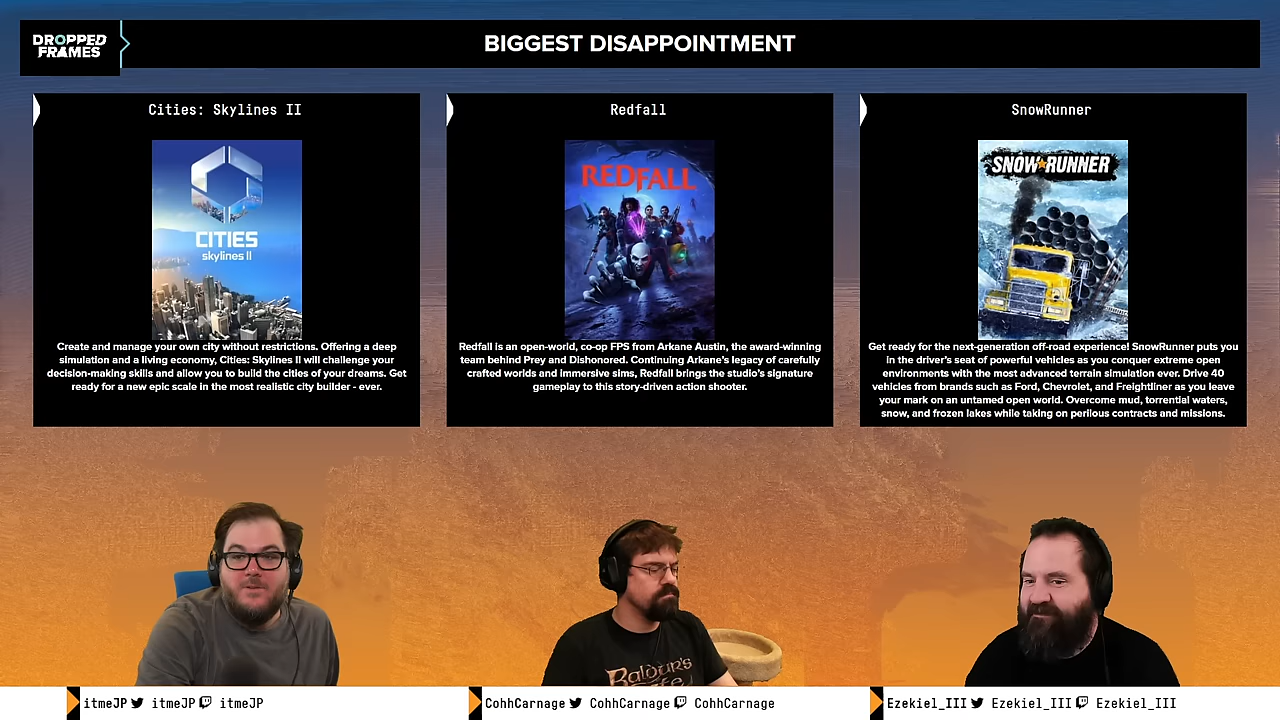 DROPPED
FRAMES
BIGGEST DISAPPOINTMENT
Cities: Skylines II
CITIES
skylines II
Create and manage your own city without restrictions. Offering a deep
simulation and a living economy, Cities: Skylines II will challenge your
decision-making skills and allow you to build the cities of your dreams. Get
ready for a new epic scale in the most realistic city builder - ever.
Redfall
REDFALL
Redfall is an open-world, co-op FPS from Arkane Austin, the award-winning
team behind Prey and Dishonored. Continuing Arkane's legacy of carefully
crafted worlds and immersive sims, Redfall brings the studio's signature
gameplay to this story-driven action shooter.
SnowRunner
SNOWRUNNER
Get ready for the next-generation off-road experience! SnowRunner puts you
in the driver's seat of powerful vehicles as you conquer extreme open
environments with the most advanced terrain simulation ever. Drive 40
vehicles from brands such as Ford, Chevrolet, and Freightliner as you leave
your mark on an untamed open world. Overcome mud, torrential waters,
snow, and frozen lakes while taking on perilous contracts and missions.
Baldur's
Gate
itmeJP itmeJP itmeJP
CohhCarnage CohhCarnage CohhCarnage
Ezekiel_III Ezekiel_III Ezekiel_III